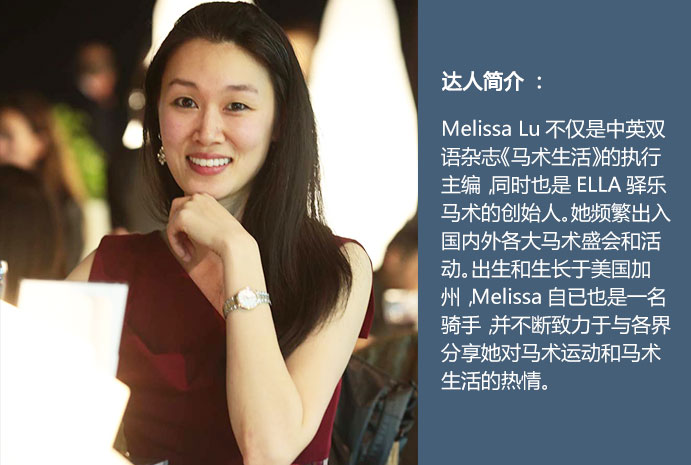 达人简介 :
Melissa Lu 不仅是中英双
语杂志《马术生活》的执行
主编 ,同时也是 ELLA 驿乐
马术的创始人。她频繁出入
国内外各大马术盛会和活
动。出生和生长于美国加
州 ,Melissa 自已也是一名
骑手 ,并不断致力于与各界
分享她对马术运动和马术
生活的热情。